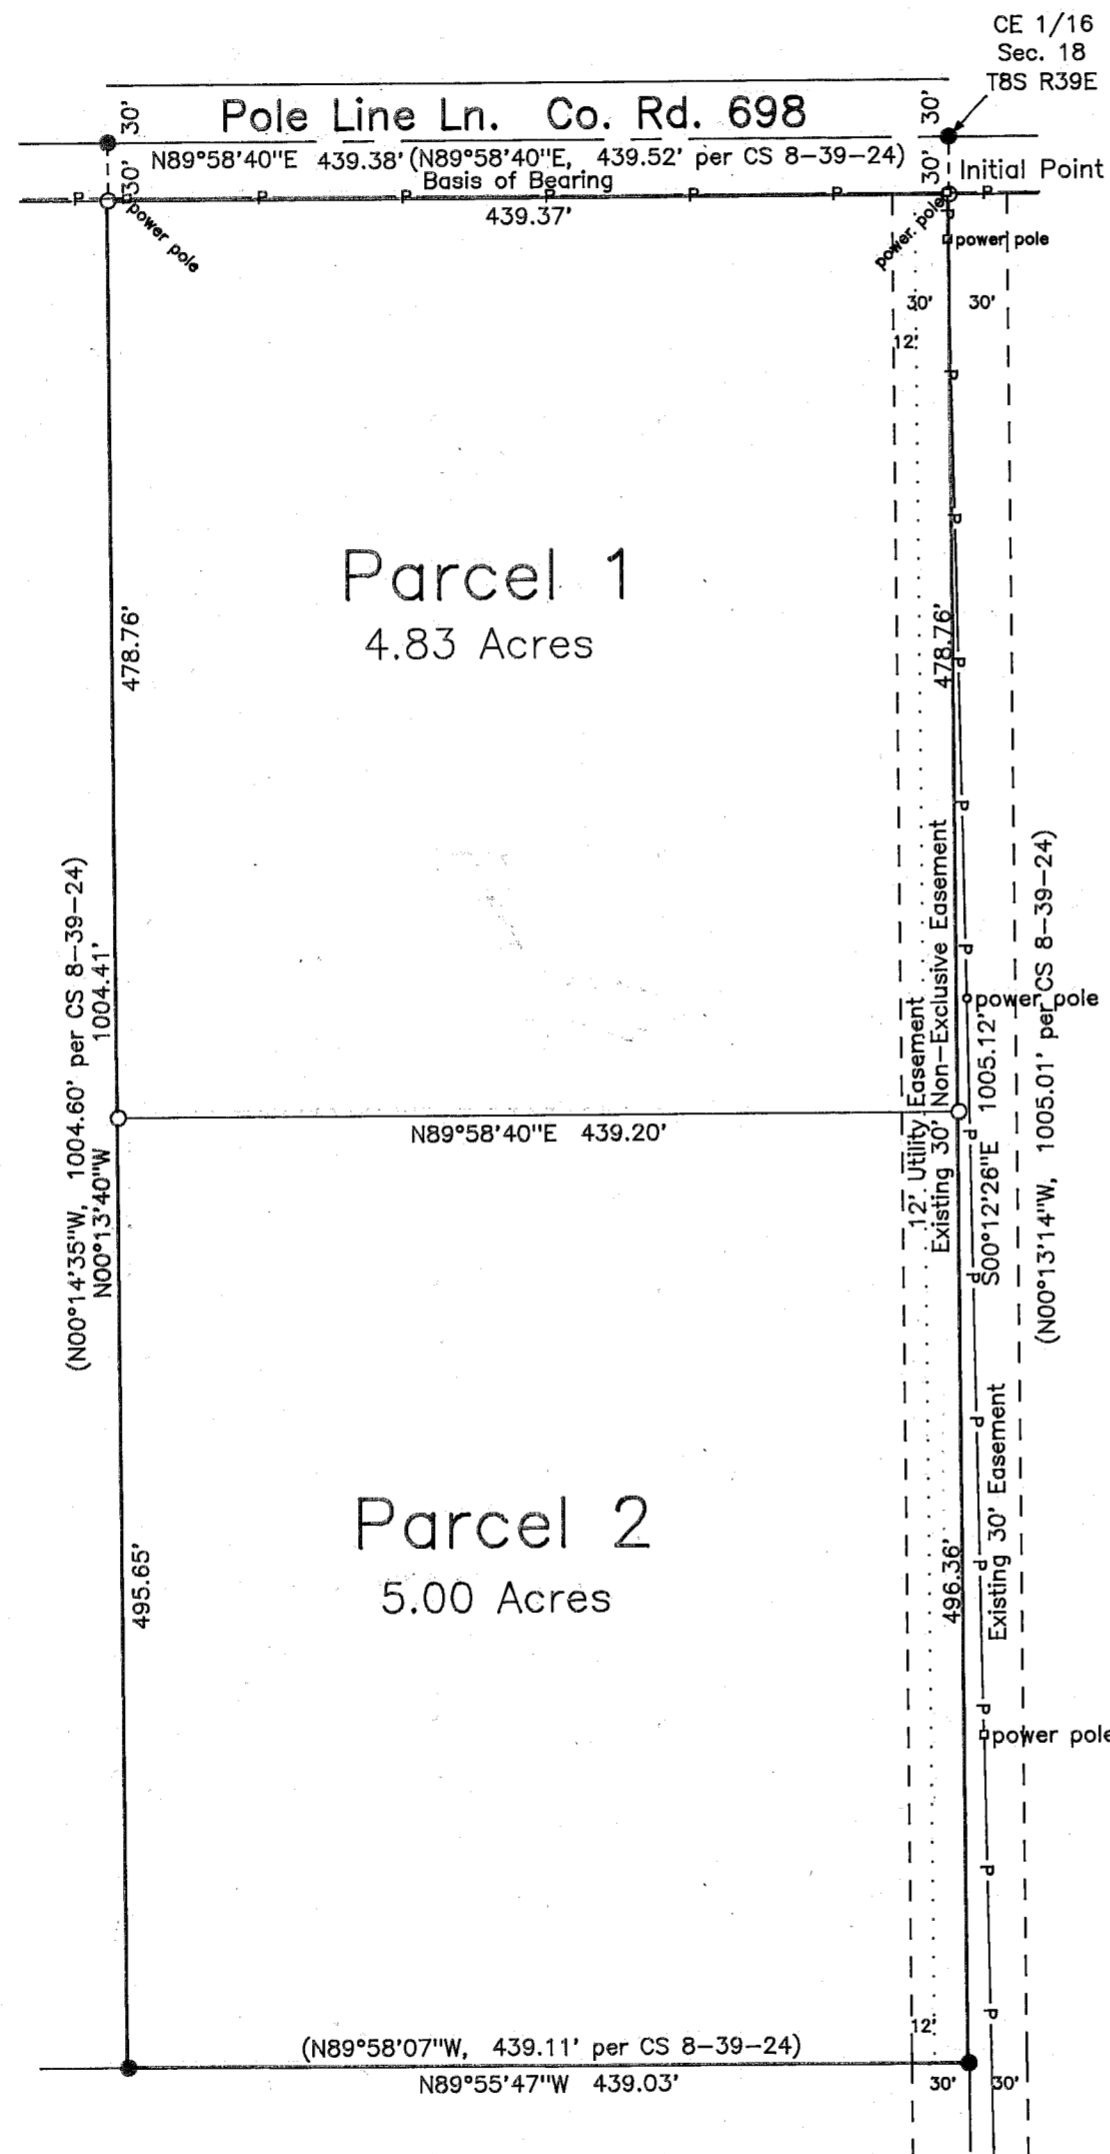 CE 1/16
Sec. 18
T8S R39E
30'
Pole Line Ln. Co. Rd. 698
30'
N89°58'40"E 439.38' (N89°58'40"E, 439.52' per CS 8-39-24)
30'
30'
Initial Point
Basis of Bearing
P P P P P P P P
439.37'
power pole
power pole
P
power pole
30'
30'
12'
P
P
Parcel 1
4.83 Acres
478.76'
478.76'
P
P
P
power pole
(N00°14'35"W, 1004.60' per CS 8-39-24)
N00°13'40"W 1004.41'
12' Utility Easement
Existing 30' Non-Exclusive Easement
S00°12'26"E 1005.12'
(N00°13'14"W, 1005.01' per CS 8-39-24)
N89°58'40"E 439.20'
P
P
P
P
Existing 30' Easement
Parcel 2
5.00 Acres
495.65'
496.36'
P
power pole
P
P
12'
(N89°58'07"W, 439.11' per CS 8-39-24)
N89°55'47"W 439.03'
30'
30'